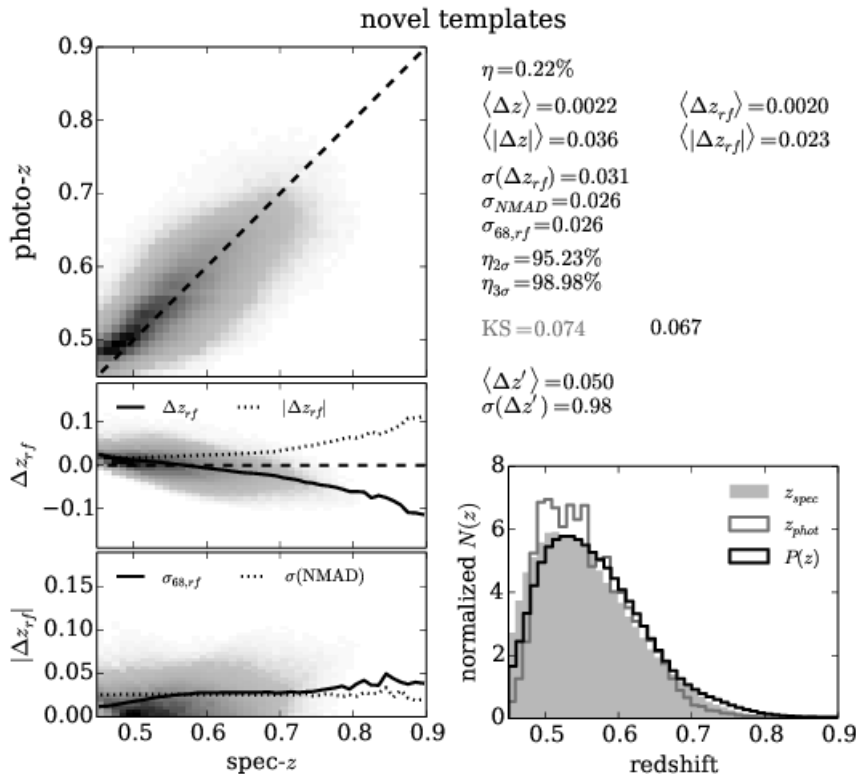 novel templates
0.9
0.8
0.7
0.6
0.5
photo-z
η=0.22%
⟨Δz⟩=0.0022 ⟨Δz_rf⟩=0.0020
⟨|Δz|⟩=0.036 ⟨|Δz_rf|⟩=0.023
σ(Δz_rf)=0.031
σ_NMAD=0.026
σ_68,rf=0.026
η_2σ=95.23%
η_3σ=98.98%
KS=0.074 0.067
⟨Δz′⟩=0.050
σ(Δz′)=0.98
Δz_rf |Δz_rf|
0.1
0.0
−0.1
Δz_rf
σ_68,rf σ(NMAD)
0.15
0.10
0.05
0.00
|Δz_rf|
0.5 0.6 0.7 0.8 0.9
spec-z
8
6
4
2
0
normalized N(z)
z_spec
z_phot
P(z)
0.5 0.6 0.7 0.8 0.9
redshift